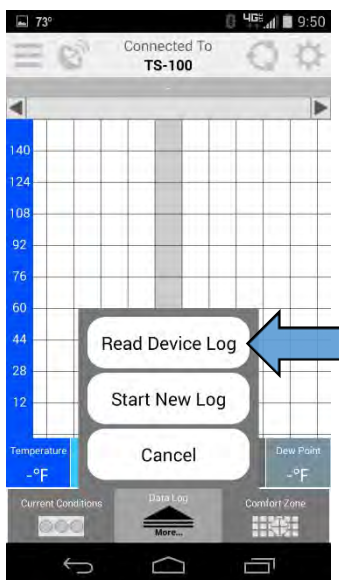 73°
4G 9:50
Connected To
TS-100
-
140
124
108
92
76
60
44
28
12
Read Device Log
Start New Log
Cancel
Temperature
-°F
Dew Point
-°F
Current Conditions
Data Log
More...
Comfort Zone